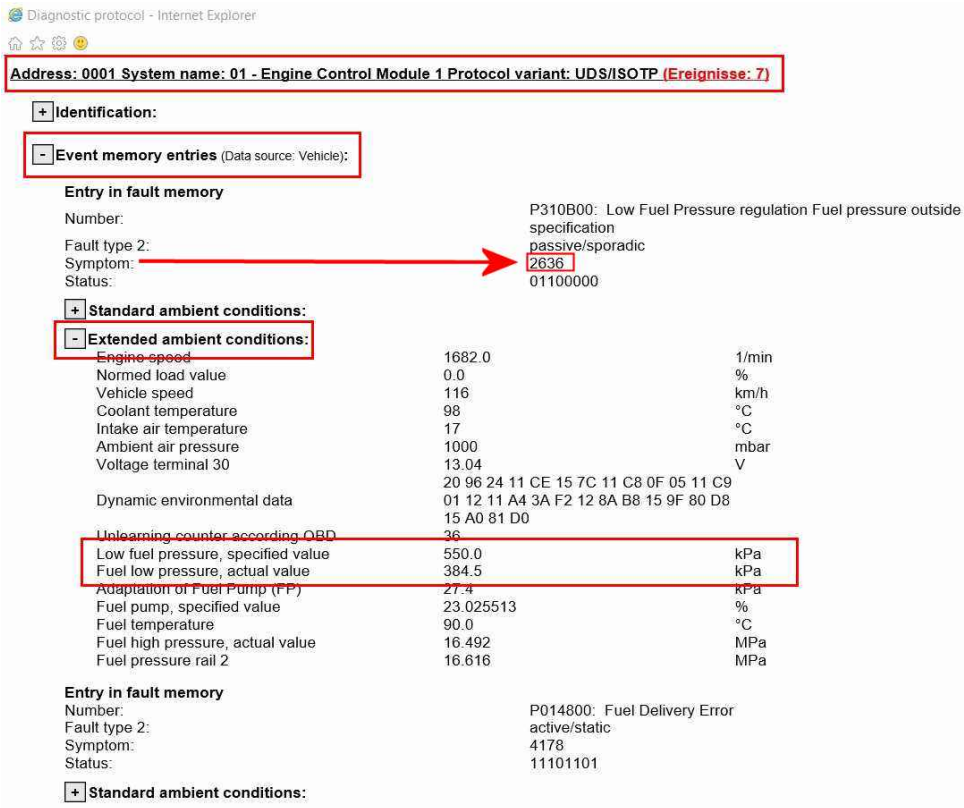 Diagnostic protocol - Internet Explorer
Address: 0001 System name: 01 - Engine Control Module 1 Protocol variant: UDS/ISOTP (Ereignisse: 7)
+ Identification:
- Event memory entries (Data source: Vehicle):
Entry in fault memory
Number: P310B00: Low Fuel Pressure regulation Fuel pressure outside
specification
Fault type 2: passive/sporadic
Symptom: 2636
Status: 01100000
+ Standard ambient conditions:
- Extended ambient conditions:
Engine speed 1682.0 1/min
Normed load value 0.0 %
Vehicle speed 116 km/h
Coolant temperature 98 °C
Intake air temperature 17 °C
Ambient air pressure 1000 mbar
Voltage terminal 30 13.04 V
20 96 24 11 CE 15 7C 11 C8 0F 05 11 C9
Dynamic environmental data 01 12 11 A4 3A F2 12 8A B8 15 9F 80 D8
15 A0 81 D0
Unlearning counter according OBD 36
Low fuel pressure, specified value 550.0 kPa
Fuel low pressure, actual value 384.5 kPa
Adaptation of Fuel Pump (FP) 27.4 kPa
Fuel pump, specified value 23.025513 %
Fuel temperature 90.0 °C
Fuel high pressure, actual value 16.492 MPa
Fuel pressure rail 2 16.616 MPa
Entry in fault memory
Number: P014800: Fuel Delivery Error
Fault type 2: active/static
Symptom: 4178
Status: 11101101
+ Standard ambient conditions: